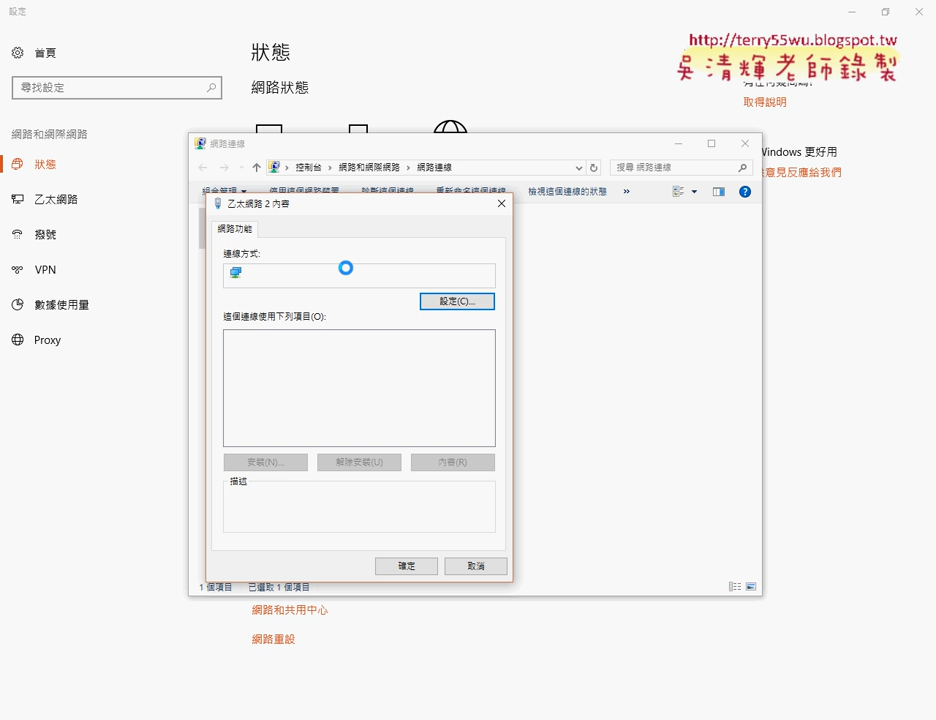 設定
http://terry55wu.blogspot.tw
吳清輝老師錄製
首頁
狀態
尋找設定
網路狀態
取得說明
網路和網際網路
狀態
乙太網路
撥號
VPN
數據使用量
Proxy
Windows 更好用
意見反應給我們
網路連線
控制台 › 網路和網際網路 › 網路連線
搜尋 網路連線
組合管理 停用這個網路裝置 診斷這個連線 重新命名這個連線 檢視這個連線的狀態 »
乙太網路 2 內容
網路功能
連線方式:
設定(C)...
這個連線使用下列項目(O):
安裝(N)... 解除安裝(U) 內容(R)
描述
確定 取消
1 個項目 已選取 1 個項目
網路和共用中心
網路重設